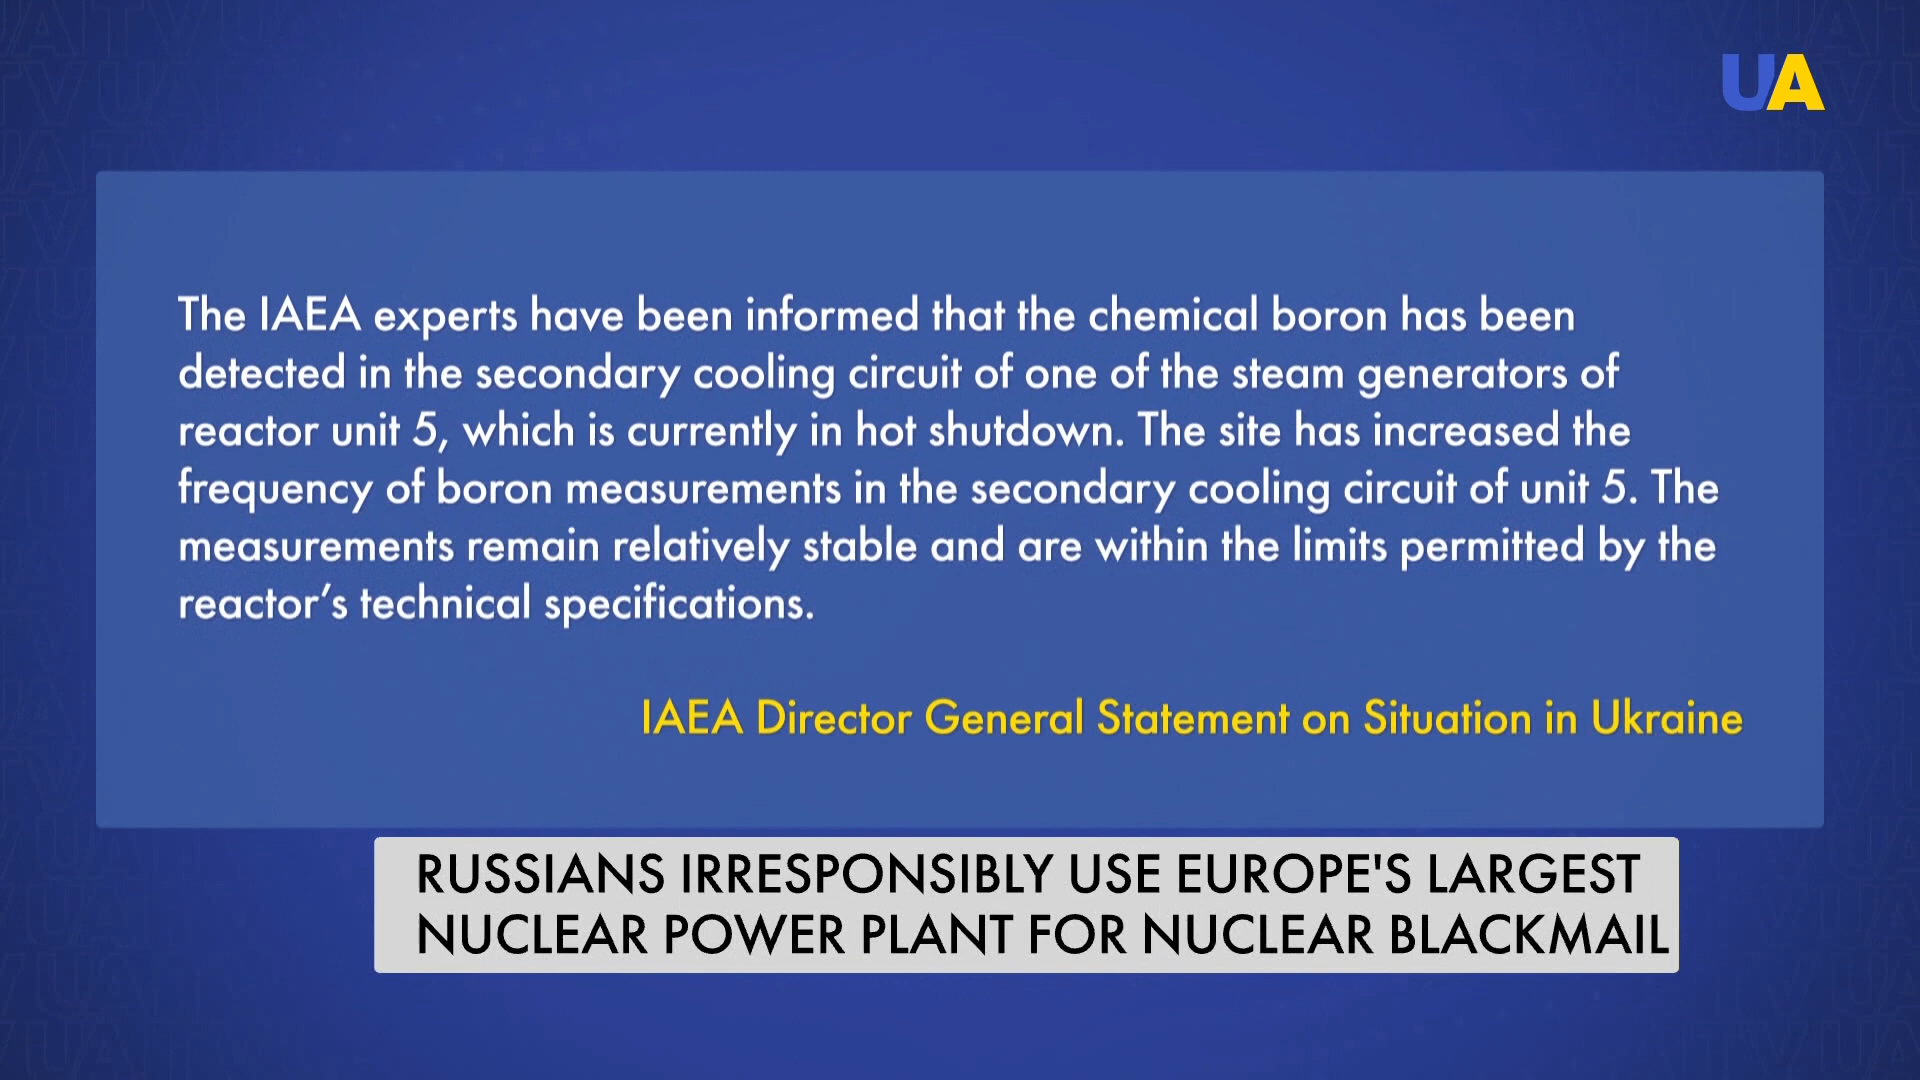 UA
The IAEA experts have been informed that the chemical boron has been
detected in the secondary cooling circuit of one of the steam generators of
reactor unit 5, which is currently in hot shutdown. The site has increased the
frequency of boron measurements in the secondary cooling circuit of unit 5. The
measurements remain relatively stable and are within the limits permitted by the
reactor’s technical specifications.
IAEA Director General Statement on Situation in Ukraine
RUSSIANS IRRESPONSIBLY USE EUROPE'S LARGEST
NUCLEAR POWER PLANT FOR NUCLEAR BLACKMAIL